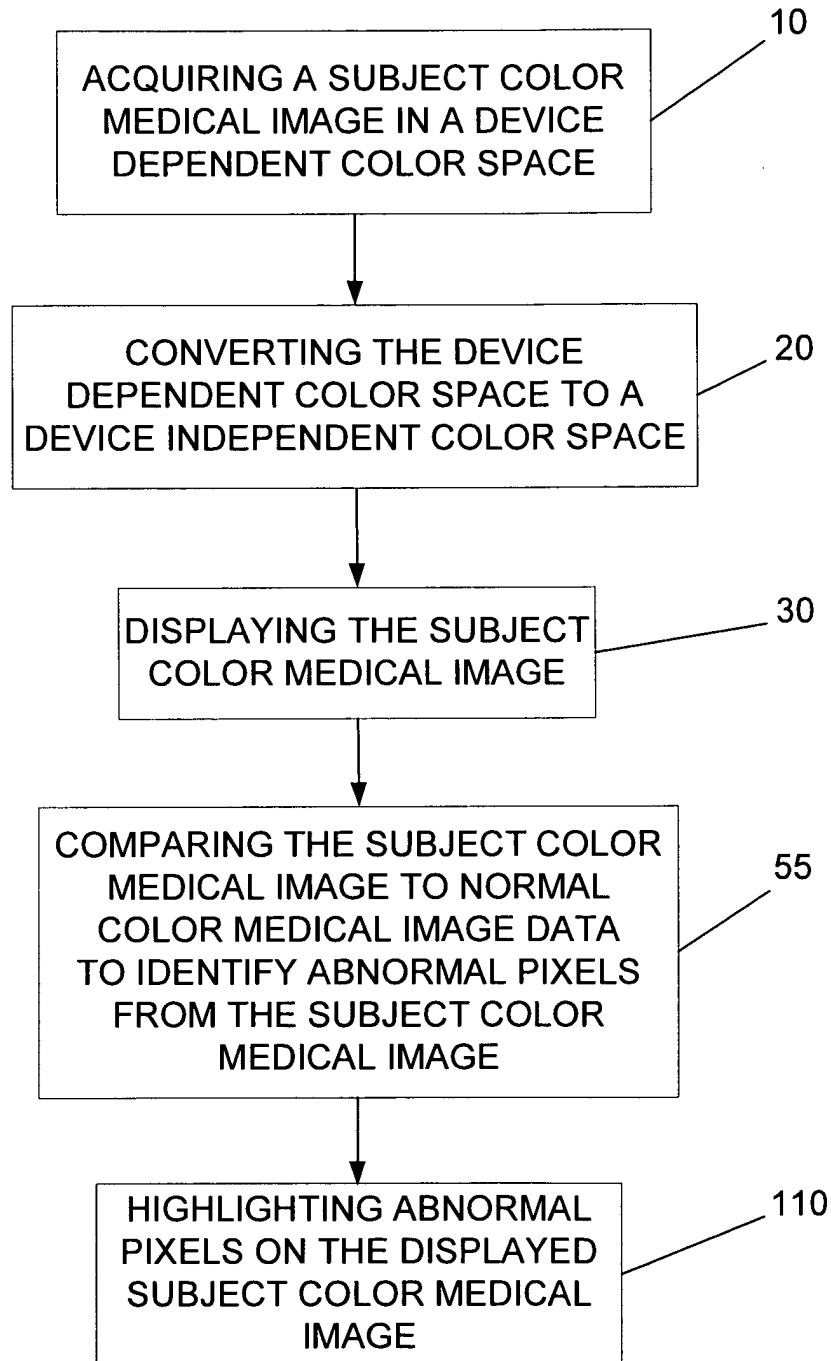 10
ACQUIRING A SUBJECT COLOR
MEDICAL IMAGE IN A DEVICE
DEPENDENT COLOR SPACE
20
CONVERTING THE DEVICE
DEPENDENT COLOR SPACE TO A
DEVICE INDEPENDENT COLOR SPACE
30
DISPLAYING THE SUBJECT
COLOR MEDICAL IMAGE
55
COMPARING THE SUBJECT COLOR
MEDICAL IMAGE TO NORMAL
COLOR MEDICAL IMAGE DATA
TO IDENTIFY ABNORMAL PIXELS
FROM THE SUBJECT COLOR
MEDICAL IMAGE
110
HIGHLIGHTING ABNORMAL
PIXELS ON THE DISPLAYED
SUBJECT COLOR MEDICAL
IMAGE